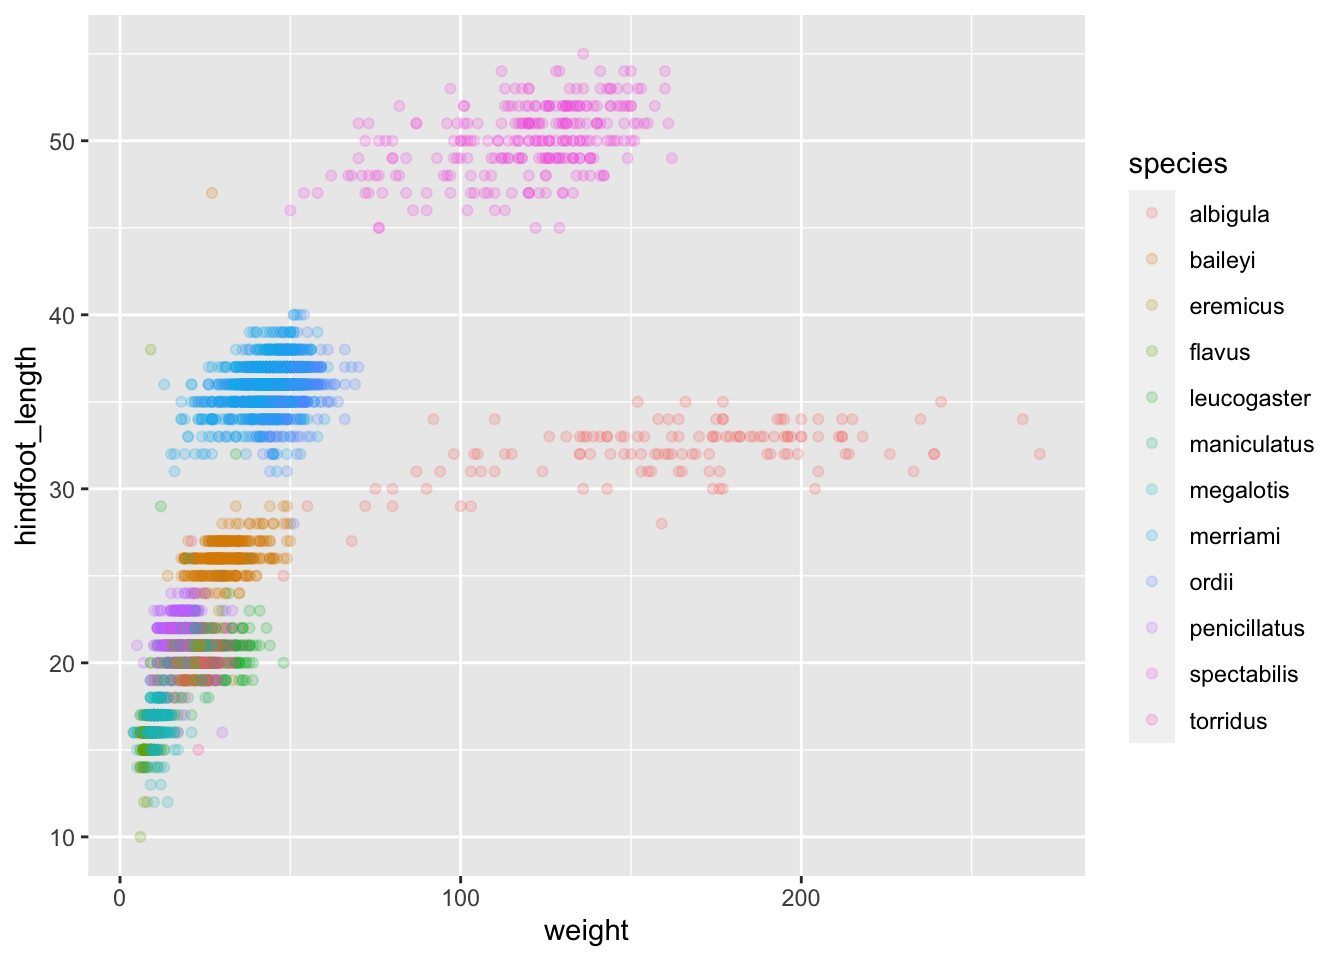 50
40
30
20
10
hindfoot_length
0
100
200
weight
species
albigula
baileyi
eremicus
flavus
leucogaster
maniculatus
megalotis
merriami
ordii
penicillatus
spectabilis
torridus